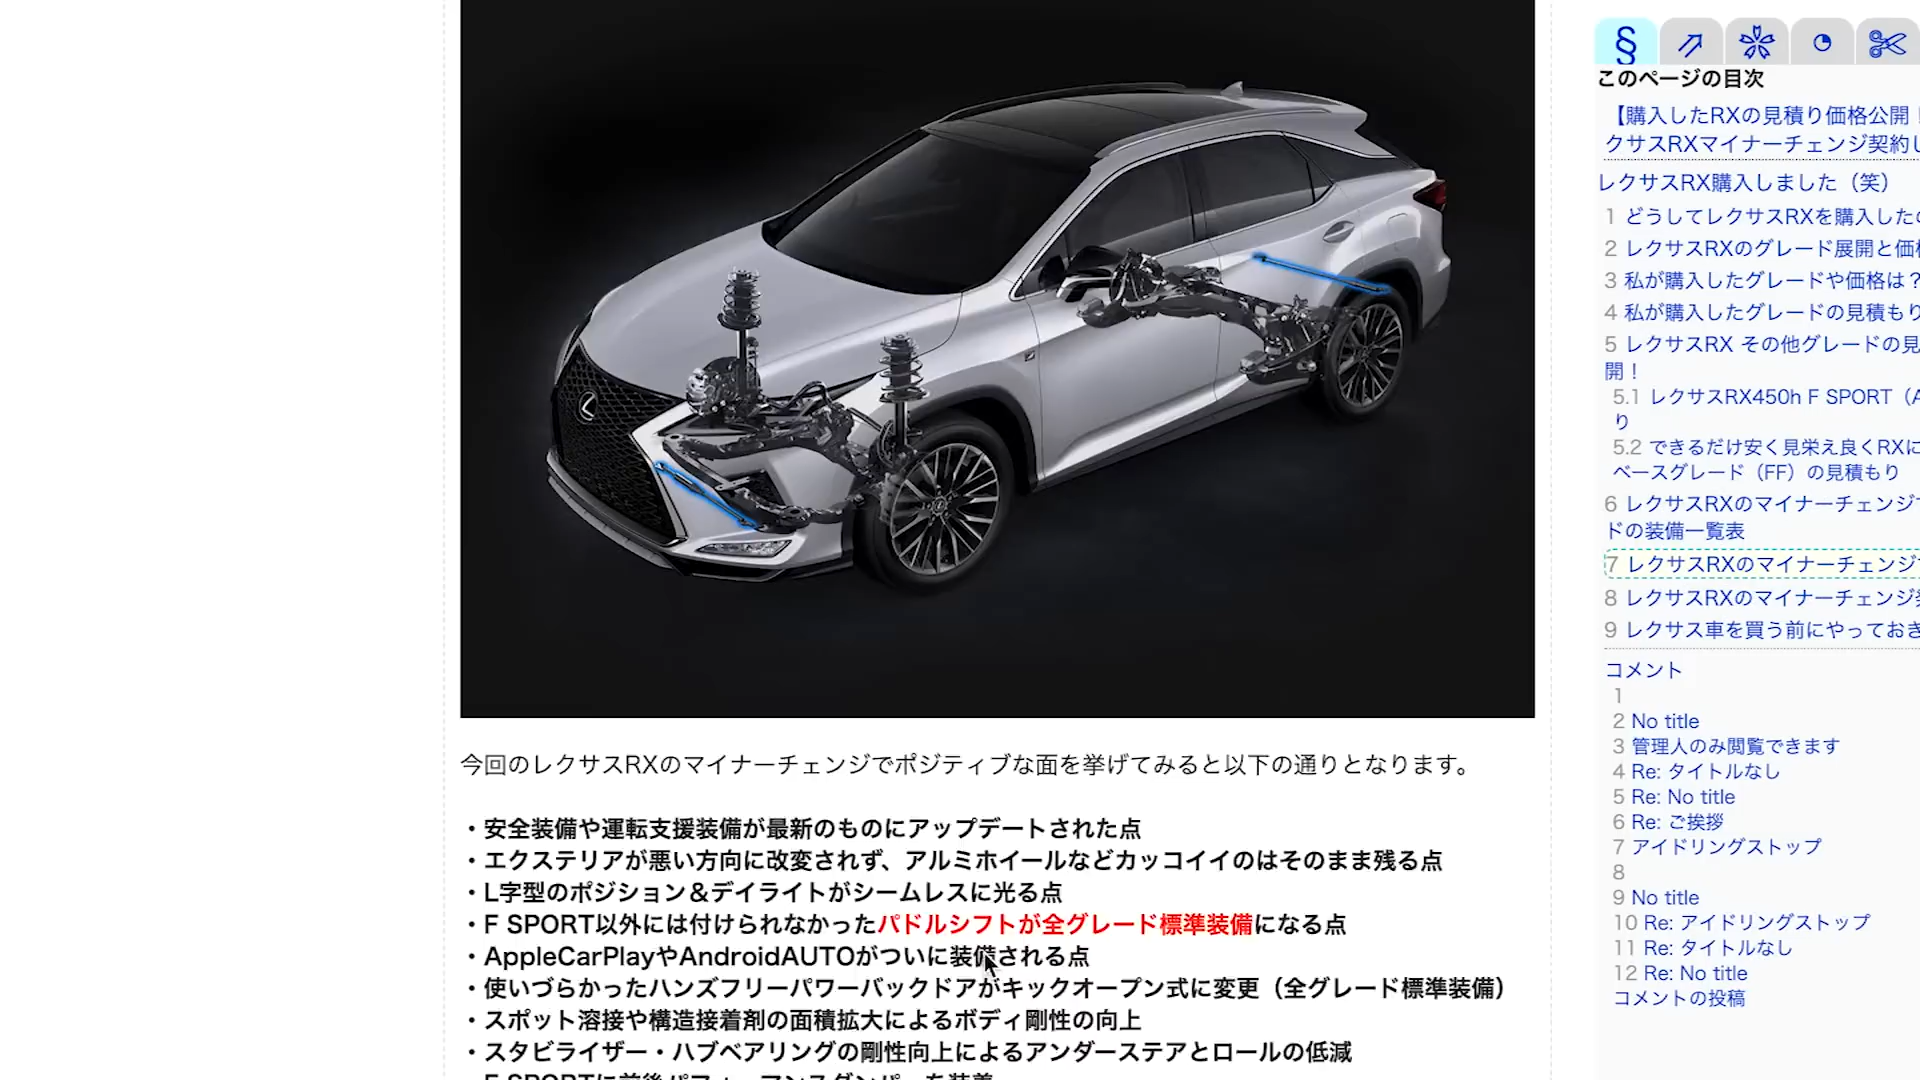 今回のレクサスRXのマイナーチェンジでポジティブな面を挙げてみると以下の通りとなります。
・安全装備や運転支援装備が最新のものにアップデートされた点
・エクステリアが悪い方向に改変されず、アルミホイールなどカッコイイのはそのまま残る点
・L字型のポジション＆デイライトがシームレスに光る点
・F SPORT以外には付けられなかったパドルシフトが全グレード標準装備になる点
・AppleCarPlayやAndroidAUTOがついに装備される点
・使いづらかったハンズフリーパワーバックドアがキックオープン式に変更（全グレード標準装備）
・スポット溶接や構造接着剤の面積拡大によるボディ剛性の向上
・スタビライザー・ハブベアリングの剛性向上によるアンダーステアとロールの低減
・F SPORTに前後パフォーマンスダンパーを装着
§
このページの目次
【購入したRXの見積り価格公開！
クサスRXマイナーチェンジ契約し
レクサスRX購入しました（笑）
1 どうしてレクサスRXを購入したの
2 レクサスRXのグレード展開と価格
3 私が購入したグレードや価格は？
4 私が購入したグレードの見積もり
5 レクサスRX その他グレードの見
開！
5.1 レクサスRX450h F SPORT（A
り
5.2 できるだけ安く見栄え良くRXに
ベースグレード（FF）の見積もり
6 レクサスRXのマイナーチェンジで
ドの装備一覧表
7 レクサスRXのマイナーチェンジで
8 レクサスRXのマイナーチェンジ発
9 レクサス車を買う前にやっておき
コメント
1
2 No title
3 管理人のみ閲覧できます
4 Re: タイトルなし
5 Re: No title
6 Re: ご挨拶
7 アイドリングストップ
8
9 No title
10 Re: アイドリングストップ
11 Re: タイトルなし
12 Re: No title
コメントの投稿